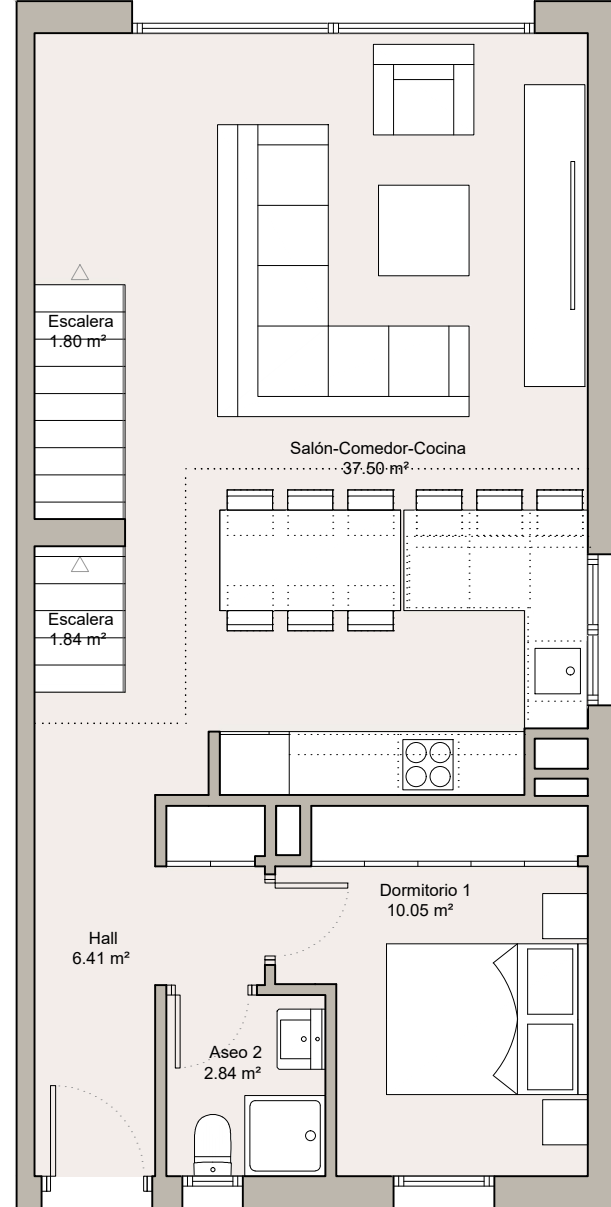 Escalera
1.80 m²
Salón-Comedor-Cocina
37.50 m²
Escalera
1.84 m²
Dormitorio 1
10.05 m²
Hall
6.41 m²
Aseo 2
2.84 m²